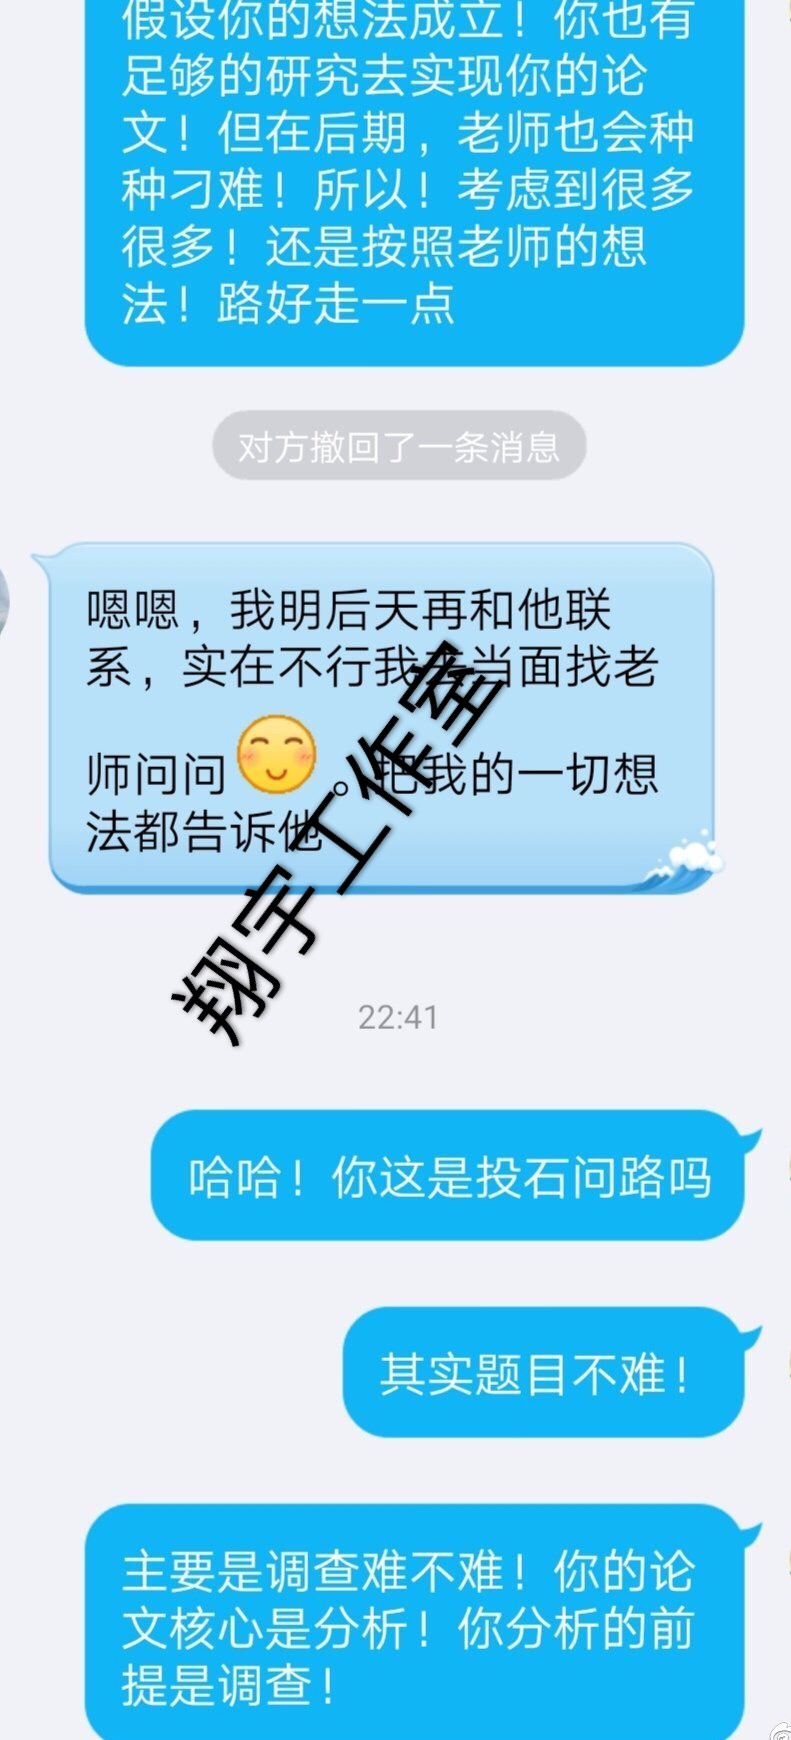 假设你的想法成立！你也有
足够的研究去实现你的论
文！但在后期，老师也会种
种刁难！所以！考虑到很多
很多！还是按照老师的想
法！路好走一点
对方撤回了一条消息
嗯嗯，我明后天再和他联
系，实在不行我去当面找老
师问问。把我的一切想
法都告诉他
翔宇工作室
22:41
哈哈！你这是投石问路吗
其实题目不难！
主要是调查难不难！你的论
文核心是分析！你分析的前
提是调查！